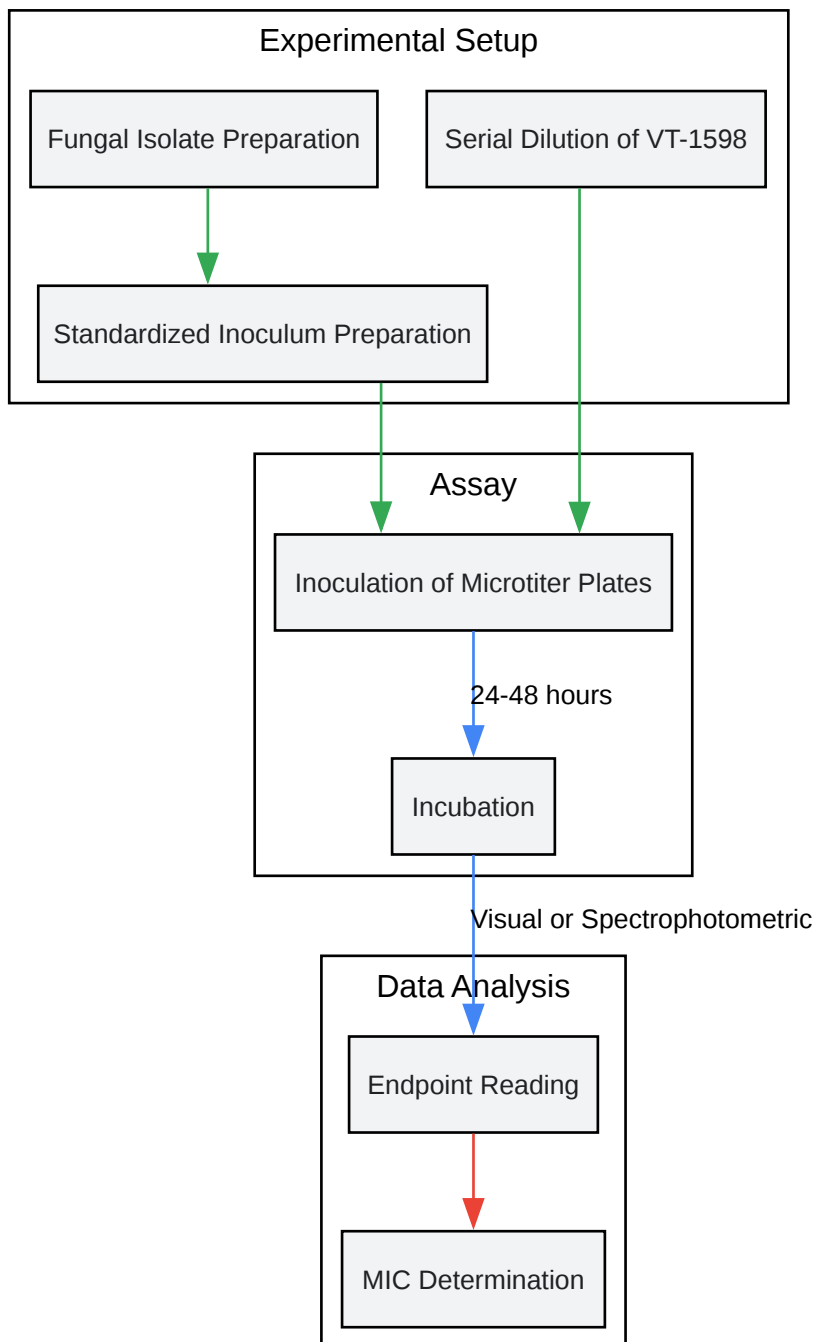 Experimental Setup
Fungal Isolate Preparation
Serial Dilution of VT-1598
Standardized Inoculum Preparation
Assay
Inoculation of Microtiter Plates
24-48 hours
Incubation
Visual or Spectrophotometric
Data Analysis
Endpoint Reading
MIC Determination